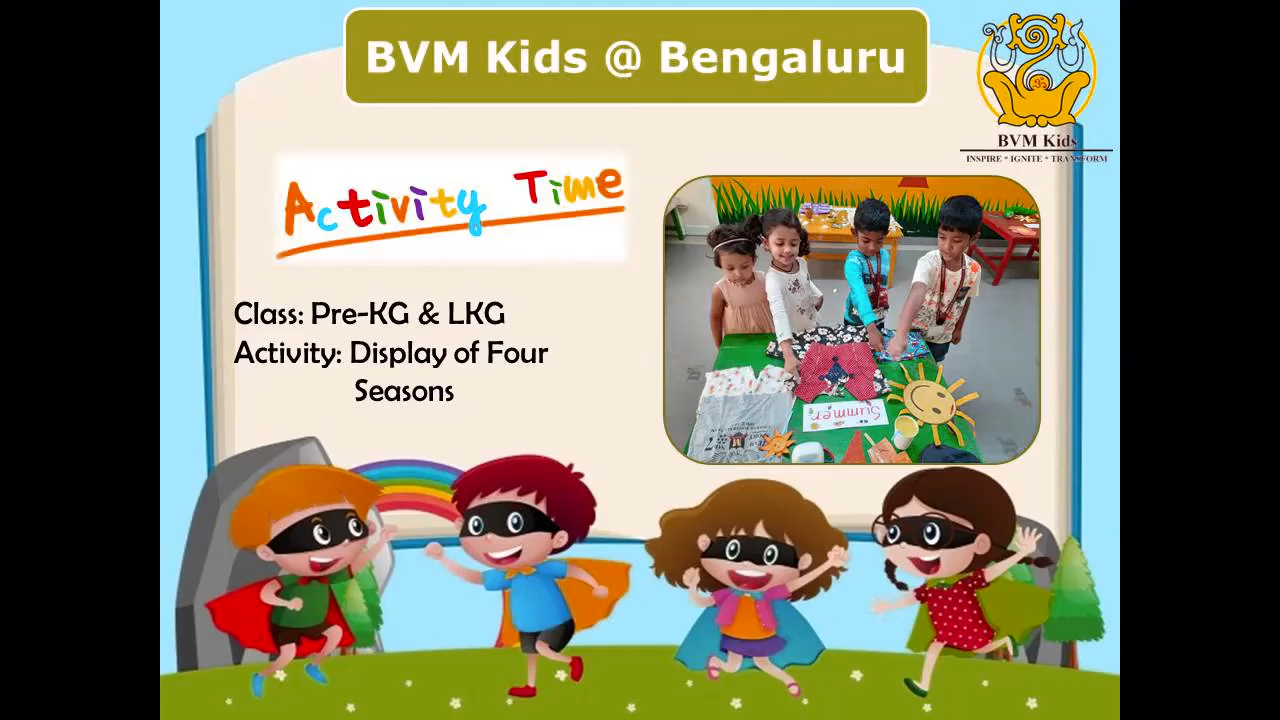 BVM Kids @ Bengaluru
BVM Kids
INSPIRE * IGNITE * TRANSFORM
Activity Time
Class: Pre-KG & LKG
Activity: Display of Four
Seasons
Summer